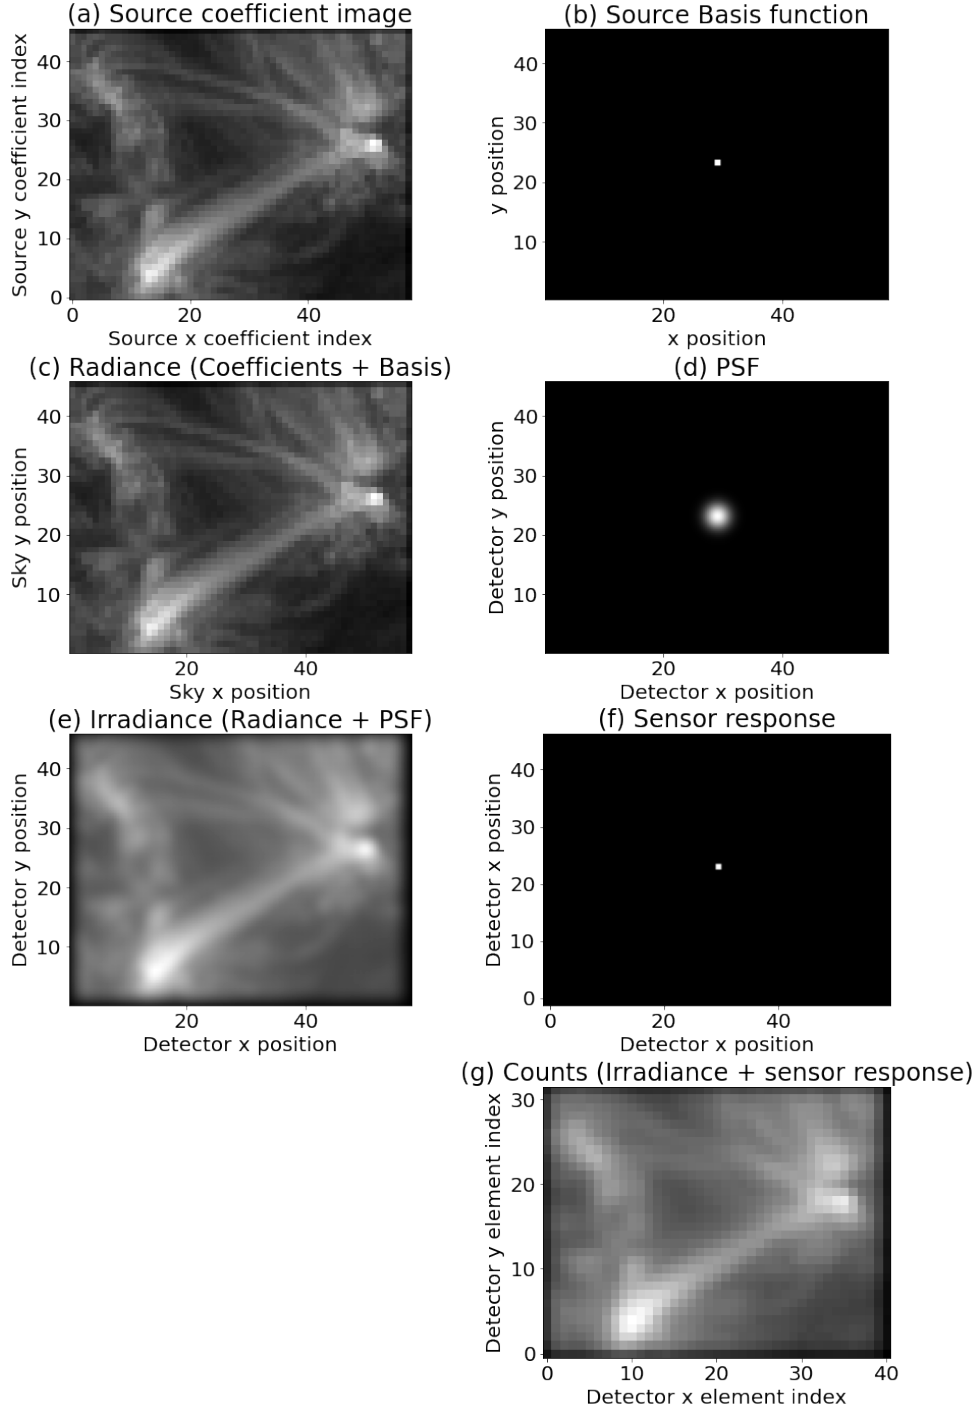 (a) Source coefficient image
Source y coefficient index
40
30
20
10
0
0 20 40
Source x coefficient index
(b) Source Basis function
y position
40
30
20
10
20 40
x position
(c) Radiance (Coefficients + Basis)
Sky y position
40
30
20
10
20 40
Sky x position
(d) PSF
Detector y position
40
30
20
10
20 40
Detector x position
(e) Irradiance (Radiance + PSF)
Detector y position
40
30
20
10
20 40
Detector x position
(f) Sensor response
Detector x position
40
30
20
10
0
0 20 40
Detector x position
(g) Counts (Irradiance + sensor response)
Detector y element index
30
20
10
0
0 10 20 30 40
Detector x element index